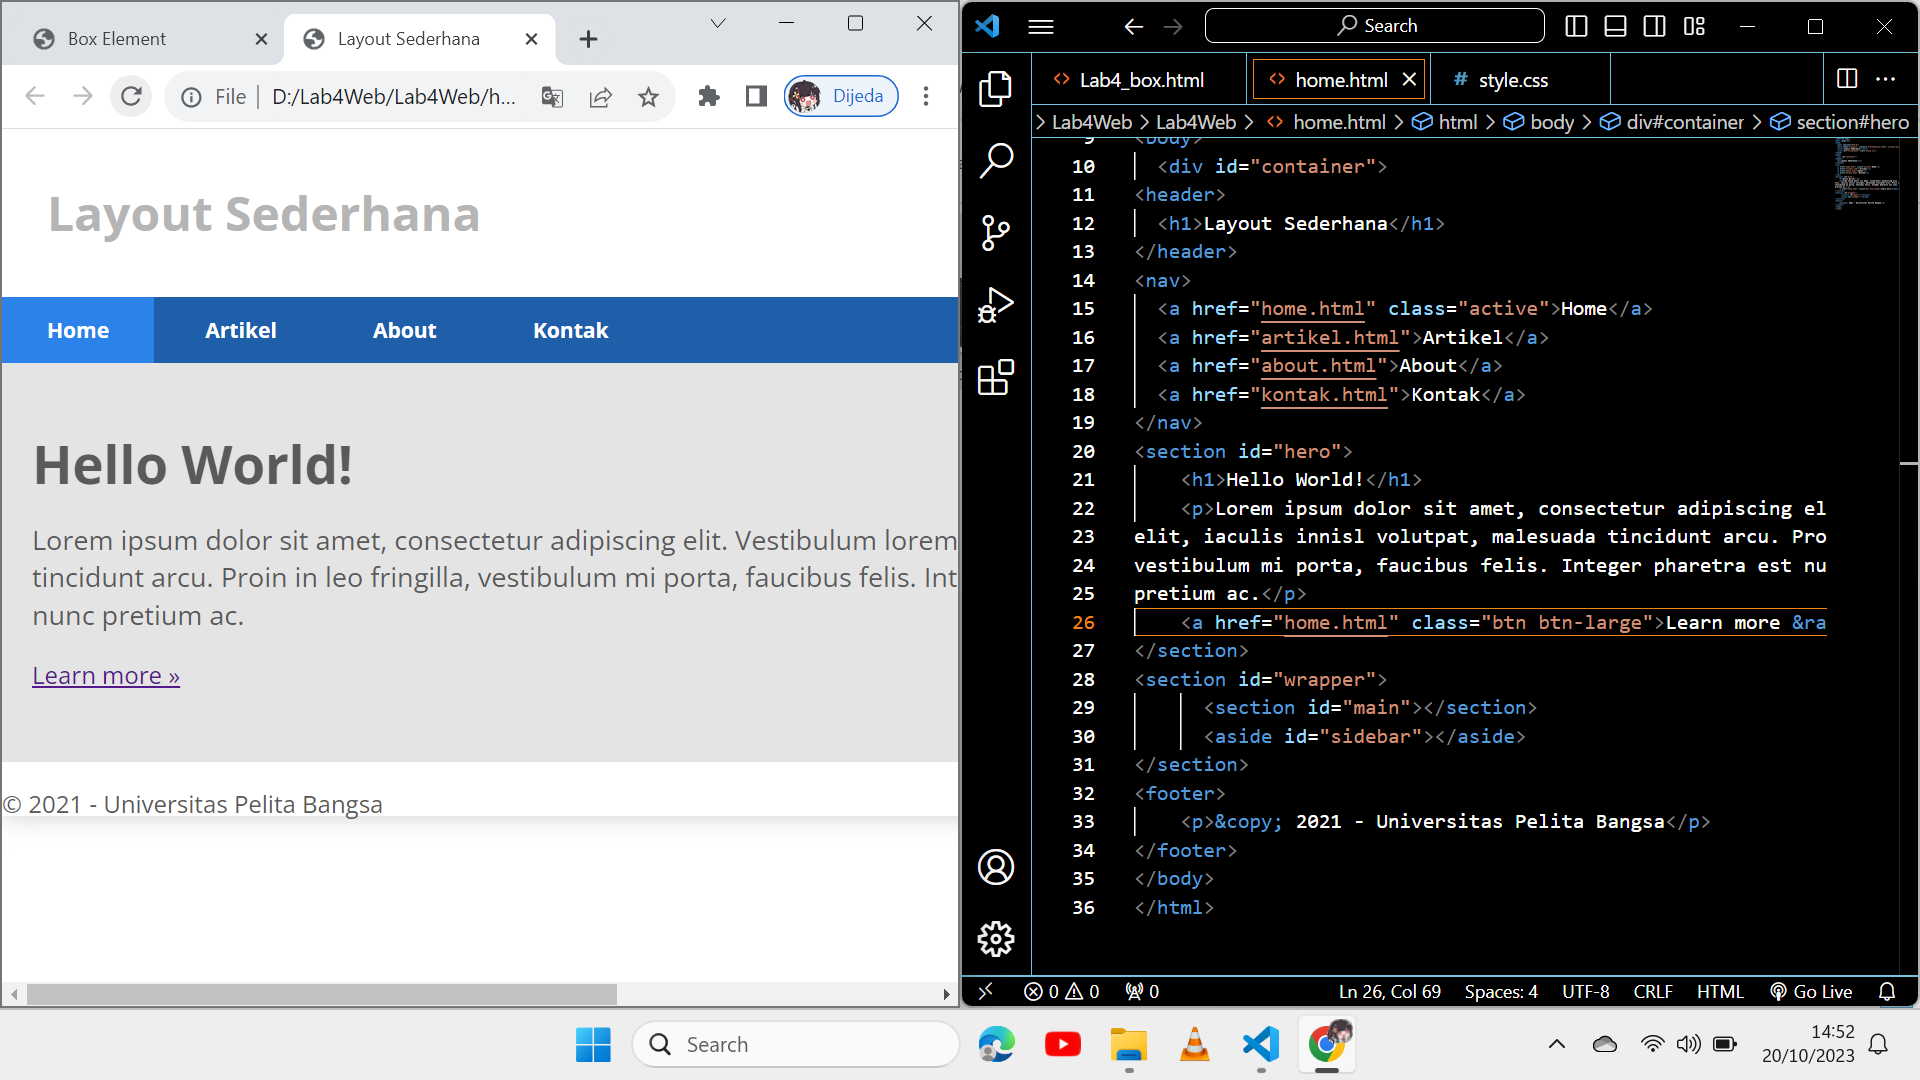 Box Element
Layout Sederhana
File
D:/Lab4Web/Lab4Web/h...
Dijeda
Layout Sederhana
Home
Artikel
About
Kontak
Hello World!
Lorem ipsum dolor sit amet, consectetur adipiscing elit. Vestibulum lorem
tincidunt arcu. Proin in leo fringilla, vestibulum mi porta, faucibus felis. Int
nunc pretium ac.
Learn more »
© 2021 - Universitas Pelita Bangsa
Search
Lab4_box.html
home.html
# style.css
Lab4Web > Lab4Web > home.html > html > body > div#container > section#hero
9 <body>
10 <div id="container">
11 <header>
12 <h1>Layout Sederhana</h1>
13 </header>
14 <nav>
15 <a href="home.html" class="active">Home</a>
16 <a href="artikel.html">Artikel</a>
17 <a href="about.html">About</a>
18 <a href="kontak.html">Kontak</a>
19 </nav>
20 <section id="hero">
21 <h1>Hello World!</h1>
22 <p>Lorem ipsum dolor sit amet, consectetur adipiscing el
23 elit, iaculis innisl volutpat, malesuada tincidunt arcu. Pro
24 vestibulum mi porta, faucibus felis. Integer pharetra est nu
25 pretium ac.</p>
26 <a href="home.html" class="btn btn-large">Learn more &ra
27 </section>
28 <section id="wrapper">
29 <section id="main"></section>
30 <aside id="sidebar"></aside>
31 </section>
32 <footer>
33 <p>&copy; 2021 - Universitas Pelita Bangsa</p>
34 </footer>
35 </body>
36 </html>
0 0
0
Ln 26, Col 69
Spaces: 4
UTF-8
CRLF
HTML
Go Live
Search
14:52
20/10/2023